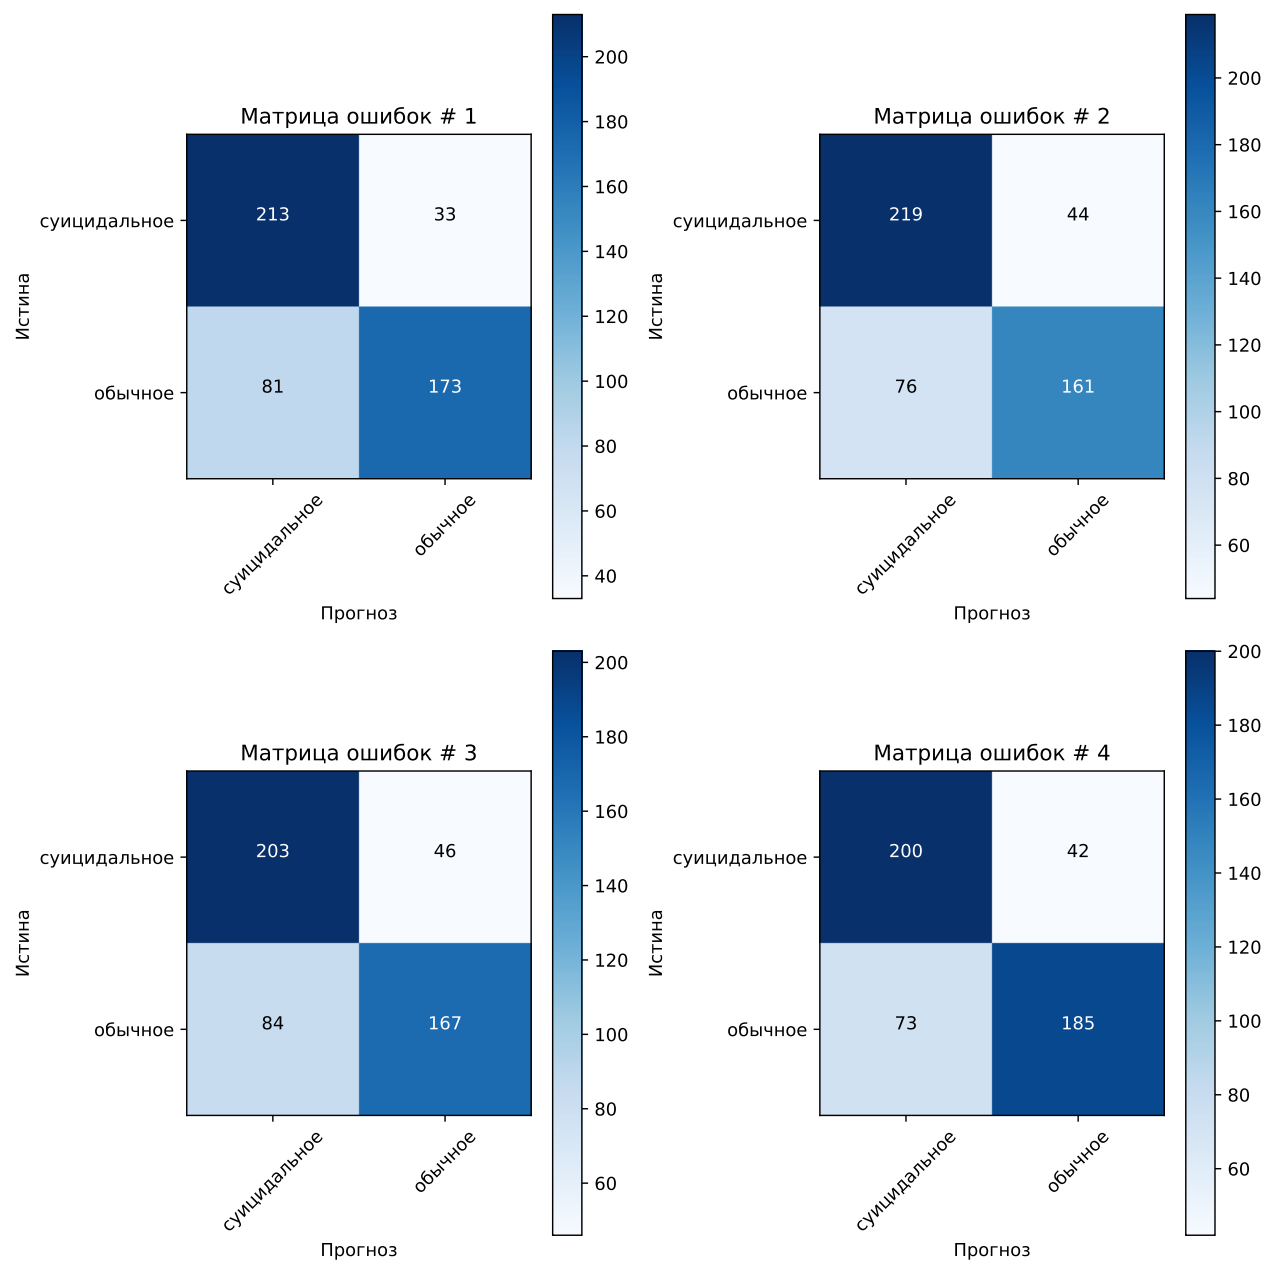 Матрица ошибок # 1
213 33
81 173
суицидальное
обычное
Истина
суицидальное
обычное
Прогноз
200
180
160
140
120
100
80
60
40
Матрица ошибок # 2
219 44
76 161
суицидальное
обычное
Истина
суицидальное
обычное
Прогноз
200
180
160
140
120
100
80
60
Матрица ошибок # 3
203 46
84 167
суицидальное
обычное
Истина
суицидальное
обычное
Прогноз
200
180
160
140
120
100
80
60
Матрица ошибок # 4
200 42
73 185
суицидальное
обычное
Истина
суицидальное
обычное
Прогноз
200
180
160
140
120
100
80
60